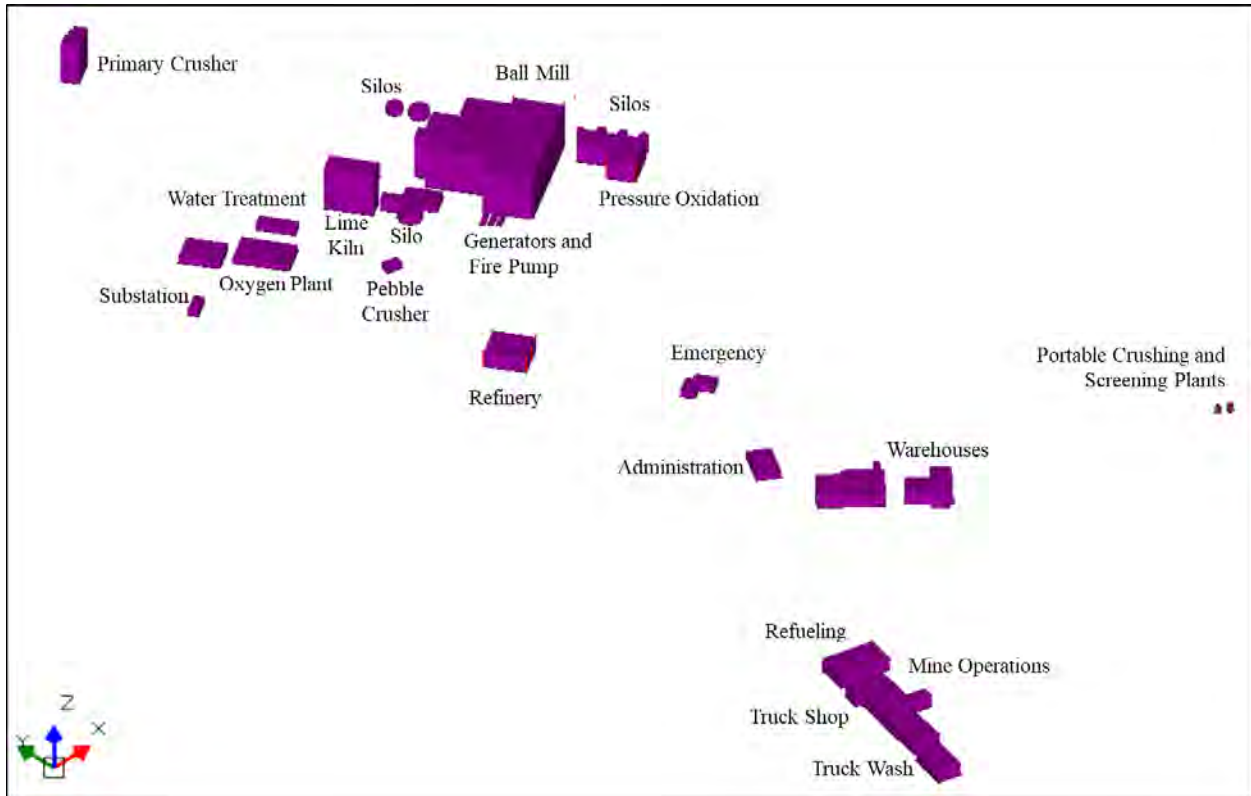 Primary Crusher
Ball Mill
Silos
Silos
Pressure Oxidation
Water Treatment
Lime
Kiln
Silo
Generators and
Fire Pump
Oxygen Plant
Substation
Pebble
Crusher
Refinery
Emergency
Portable Crushing and
Screening Plants
Administration
Warehouses
Refueling
Mine Operations
Truck Shop
Truck Wash
Z
Y
X